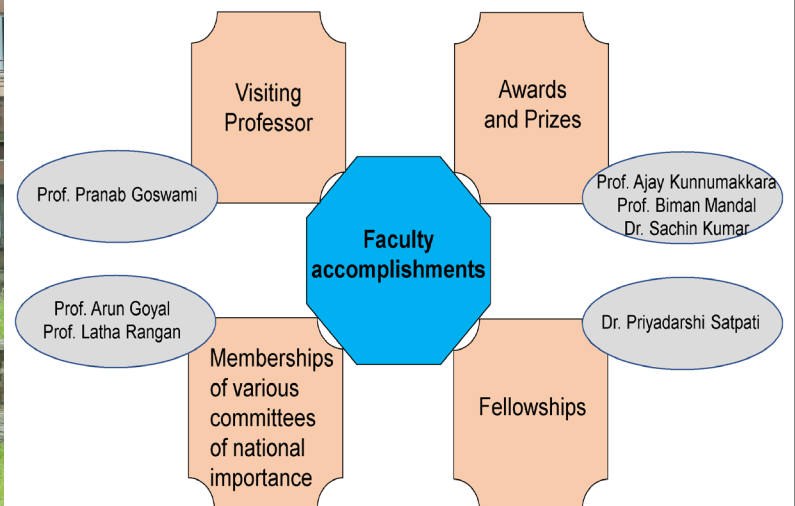 Visiting
Professor
Awards
and Prizes
Prof. Pranab Goswami
Prof. Ajay Kunnumakkara
Prof. Biman Mandal
Dr. Sachin Kumar
Faculty
accomplishments
Prof. Arun Goyal
Prof. Latha Rangan
Dr. Priyadarshi Satpati
Memberships
of various
committees
of national
importance
Fellowships